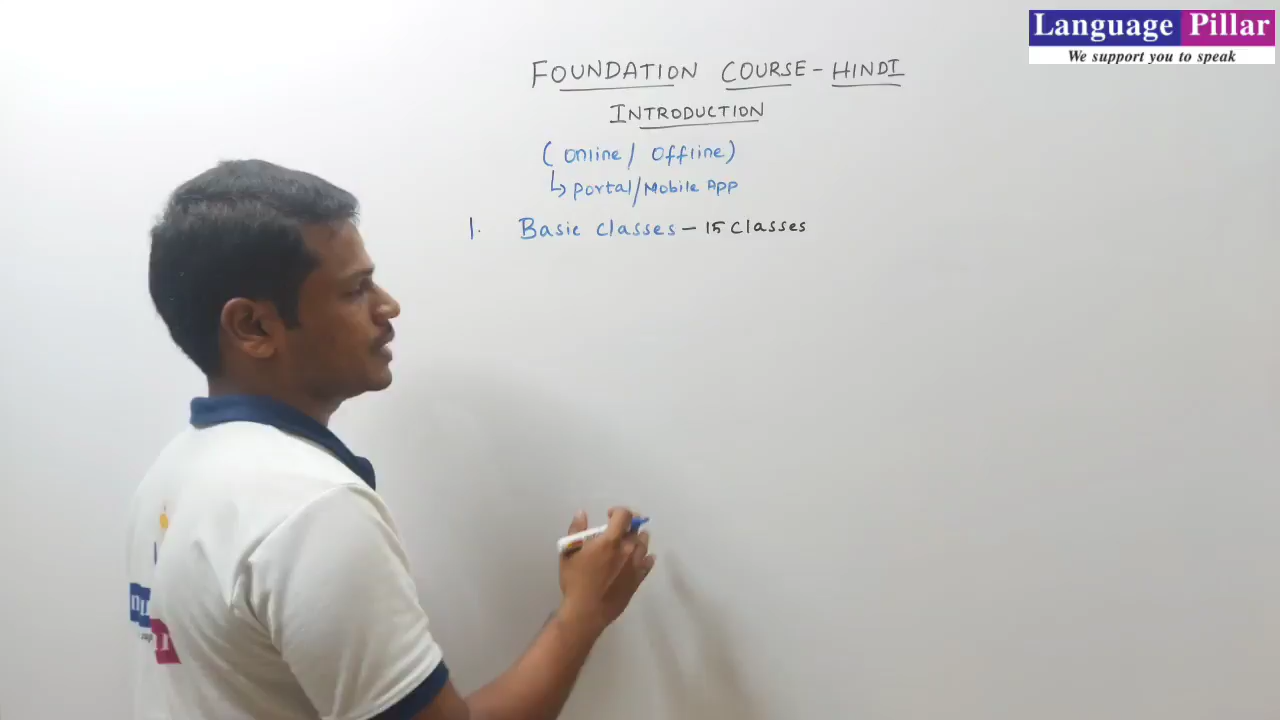 Language Pillar
We support you to speak
FOUNDATION COURSE - HINDI
INTRODUCTION
(Online/ Offline)
↳ Portal/Mobile App
1. Basic Classes - 15 Classes